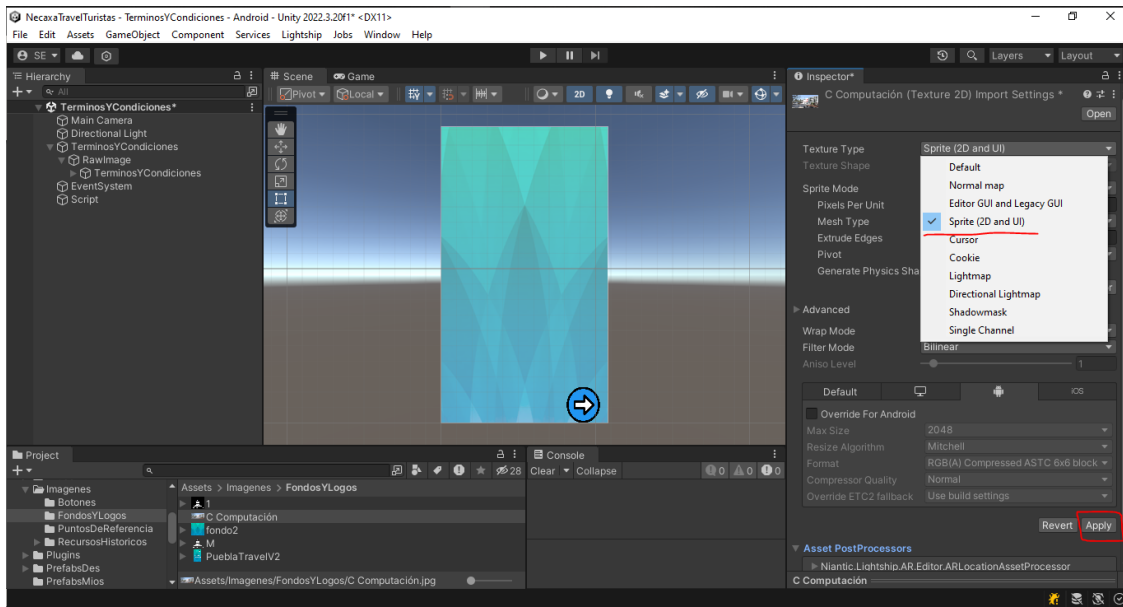 NecaxaTravelTuristas - TerminosYCondiciones - Android - Unity 2022.3.20f1* <DX11>
File Edit Assets GameObject Component Services Lightship Jobs Window Help
SE Layers Layout
Hierarchy
All
TerminosYCondiciones*
Main Camera
Directional Light
TerminosYCondiciones
RawImage
TerminosYCondiciones
EventSystem
Script
Scene Game
Pivot Local 2D
Inspector*
C Computación (Texture 2D) Import Settings *
Open
Texture Type Sprite (2D and UI)
Texture Shape
Sprite Mode
Pixels Per Unit
Mesh Type
Extrude Edges
Pivot
Generate Physics Sha
Default
Normal map
Editor GUI and Legacy GUI
Sprite (2D and UI)
Cursor
Cookie
Lightmap
Directional Lightmap
Shadowmask
Single Channel
Advanced
Wrap Mode
Filter Mode Bilinear
Aniso Level 1
Default iOS
Override For Android
Max Size 2048
Resize Algorithm Mitchell
Format RGB(A) Compressed ASTC 6x6 block
Compressor Quality Normal
Override ETC2 fallback Use build settings
Revert Apply
Asset PostProcessors
Niantic.Lightship.AR.Editor.ARLocationAssetProcessor
C Computación
Project
28
Imagenes
Botones
FondosYLogos
PuntosDeReferencia
RecursosHistoricos
Plugins
PrefabsDes
PrefabsMios
Assets > Imagenes > FondosYLogos
1
C Computación
fondo2
M
PueblaTravelV2
Assets/Imagenes/FondosYLogos/C Computación.jpg
Console
Clear Collapse 0 0 0